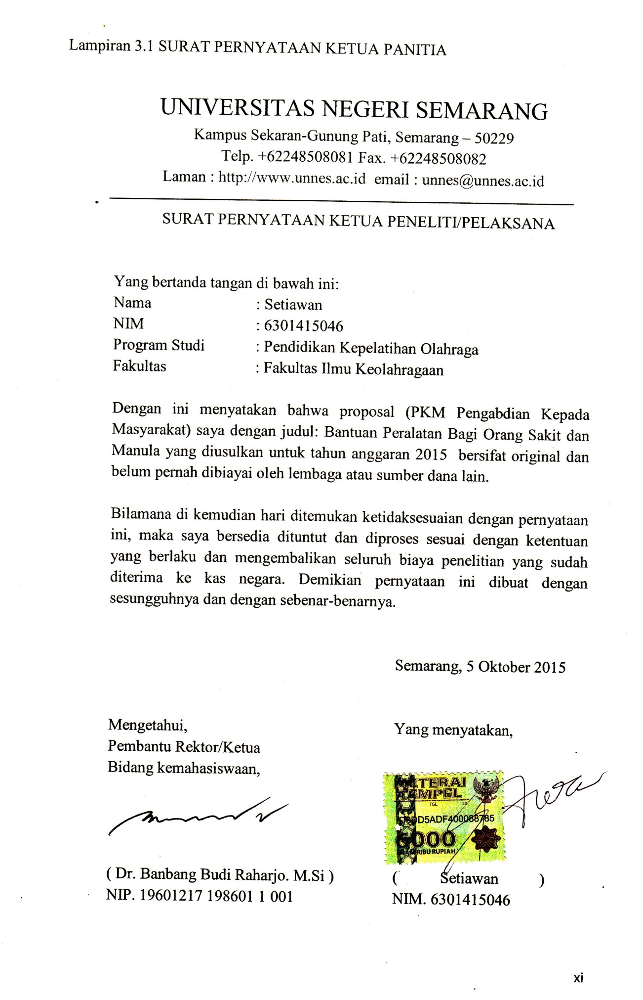 Lampiran 3.1 SURAT PERNYATAAN KETUA PANITIA
UNIVERSITAS NEGERI SEMARANG
Kampus Sekaran-Gunung Pati, Semarang – 50229
Telp. +62248508081 Fax. +62248508082
Laman : http://www.unnes.ac.id  email : unnes@unnes.ac.id
SURAT PERNYATAAN KETUA PENELITI/PELAKSANA
Yang bertanda tangan di bawah ini:
Nama : Setiawan
NIM : 6301415046
Program Studi : Pendidikan Kepelatihan Olahraga
Fakultas : Fakultas Ilmu Keolahragaan
Dengan ini menyatakan bahwa proposal (PKM Pengabdian Kepada
Masyarakat) saya dengan judul: Bantuan Peralatan Bagi Orang Sakit dan
Manula yang diusulkan untuk tahun anggaran 2015  bersifat original dan
belum pernah dibiayai oleh lembaga atau sumber dana lain.
Bilamana di kemudian hari ditemukan ketidaksesuaian dengan pernyataan
ini, maka saya bersedia dituntut dan diproses sesuai dengan ketentuan
yang berlaku dan mengembalikan seluruh biaya penelitian yang sudah
diterima ke kas negara. Demikian pernyataan ini dibuat dengan
sesungguhnya dan dengan sebenar-benarnya.
Semarang, 5 Oktober 2015
Mengetahui,
Pembantu Rektor/Ketua
Bidang kemahasiswaan,
Yang menyatakan,
METERAI
TEMPEL
TGL. 20
6000
RIBU RUPIAH
( Dr. Banbang Budi Raharjo. M.Si )
NIP. 19601217 198601 1 001
( Setiawan )
NIM. 6301415046
xi